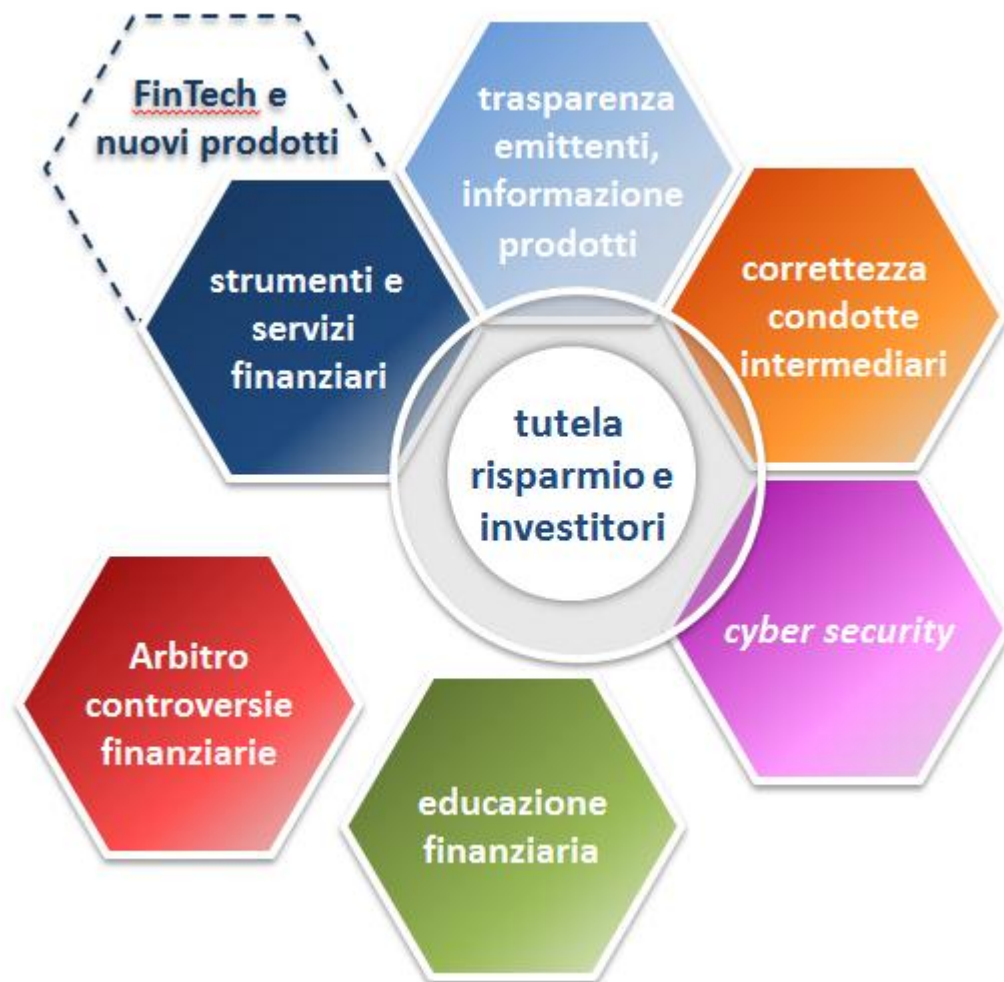 FinTech e
nuovi prodotti
trasparenza
emittenti,
informazione
prodotti
strumenti e
servizi
finanziari
correttezza
condotte
intermediari
tutela
risparmio e
investitori
cyber security
Arbitro
controversie
finanziarie
educazione
finanziaria